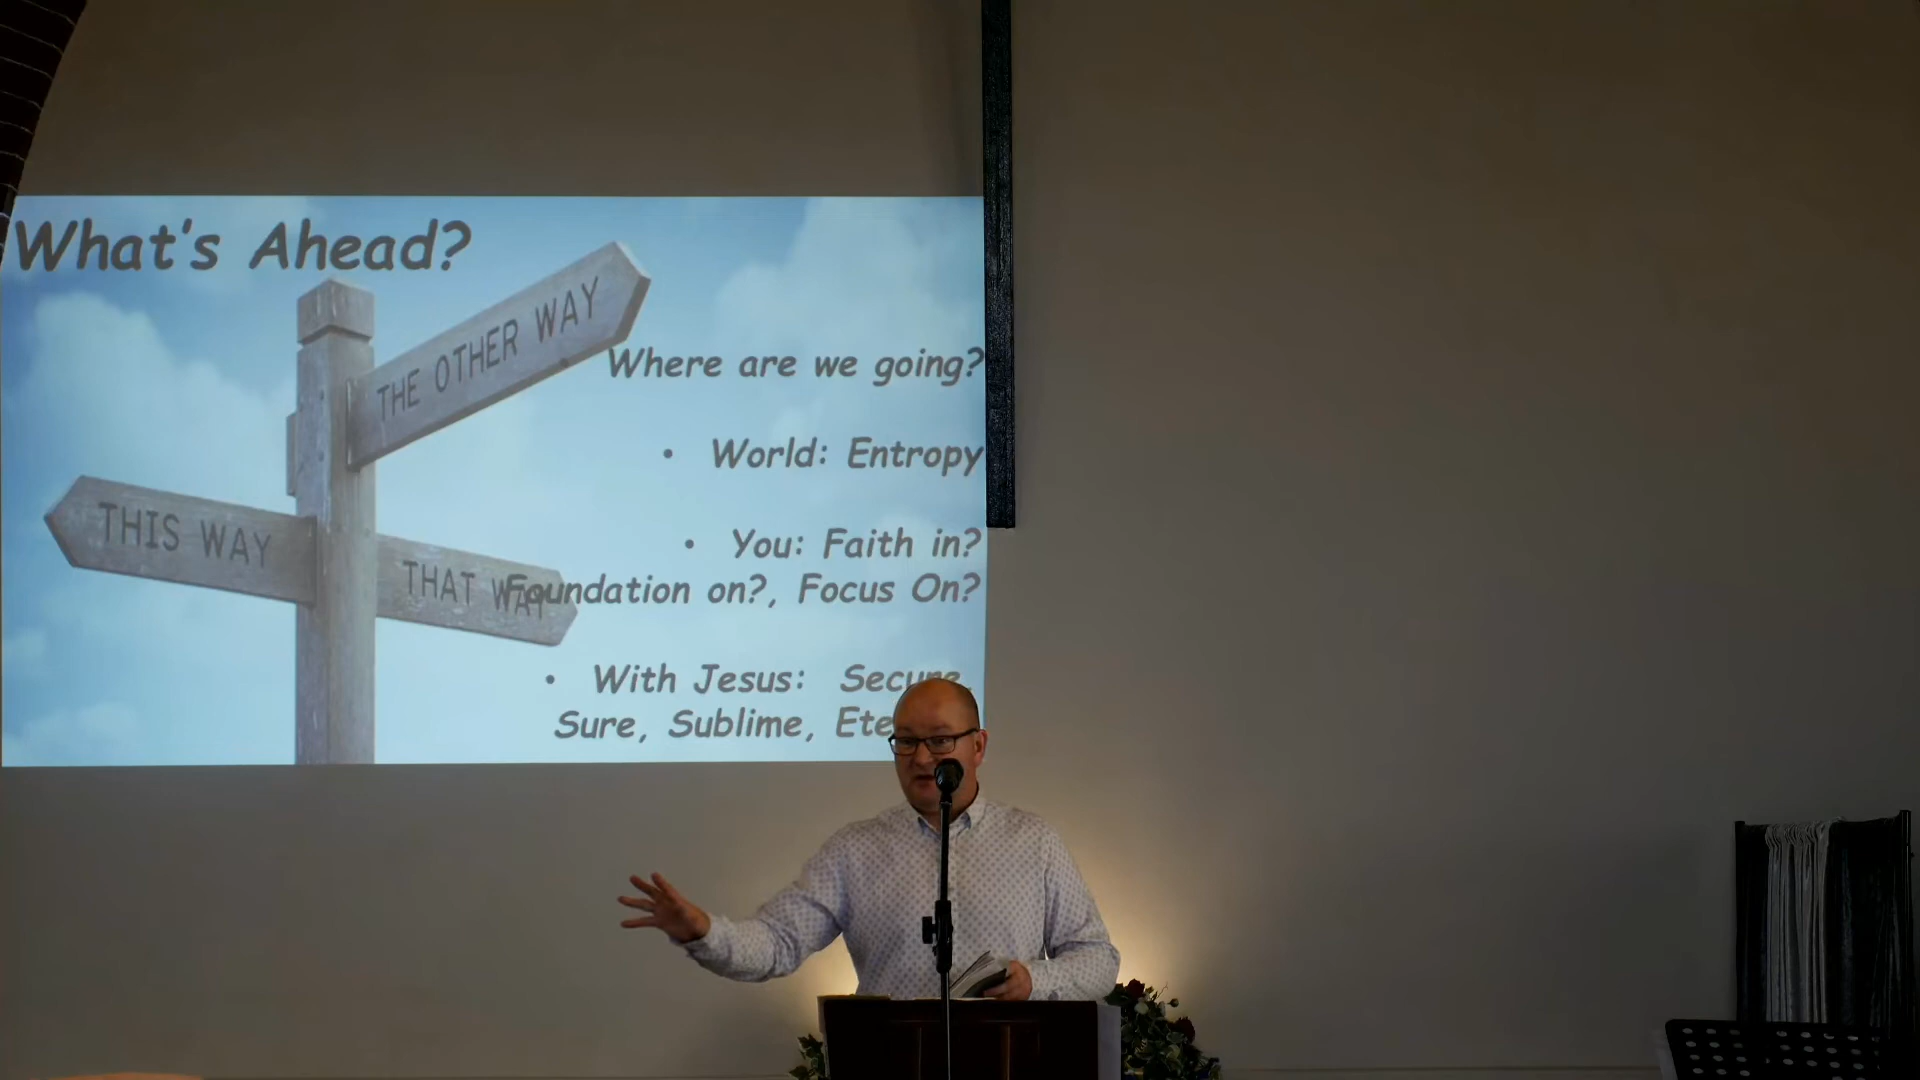 What's Ahead?
THE OTHER WAY
Where are we going?
• World: Entropy
THIS WAY
• You: Faith in?
THAT WAY
Foundation on?, Focus On?
• With Jesus: Secure,
Sure, Sublime,